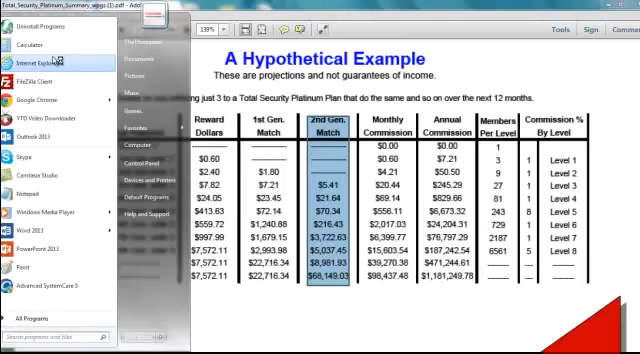 Total_Security_Platinum_Summary_wpgs (1).pdf - Adobe
139%
Tools Sign Comme
Uninstall Programs
Calculator
Internet Explorer
FileZilla Client
Google Chrome
VTD Video Downloader
Outlook 2013
Skype
Camtasia Studio
Notepad
Windows Media Player
Word 2013
PowerPoint 2013
Paint
Advanced SystemCare 5
All Programs
Search programs and files
Documents
Pictures
Music
Games
Favorites
Computer
Control Panel
Devices and Printers
Default Programs
Help and Support
A Hypothetical Example
These are projections and not guarantees of income.
just 3 to a Total Security Platinum Plan that do the same and so on over the next 12 months.
Reward Dollars 1st Gen. Match 2nd Gen. Match Monthly Commission Annual Commission Members Per Level Commission % By Level
$0.00 $0.00 1
$0.60 $0.60 $7.21 3 1 Level 1
$2.40 $1.80 $4.21 $50.50 9 1 Level 2
$7.82 $7.21 $5.41 $20.44 $245.29 27 1 Level 3
$24.05 $23.45 $21.64 $69.14 $829.66 81 1 Level 4
$413.63 $72.14 $70.34 $556.11 $6,673.32 243 8 Level 5
$559.72 $1,240.88 $216.43 $2,017.03 $24,204.31 729 1 Level 6
$997.99 $1,679.15 $3,722.63 $6,399.77 $76,797.29 2187 1 Level 7
$7,572.11 $2,993.98 $5,037.45 $15,603.54 $187,242.54 6561 5 Level 8
$7,572.11 $22,716.34 $8,981.93 $39,270.38 $471,244.61
$7,572.11 $22,716.34 $68,149.03 $98,437.48 $1,181,249.78